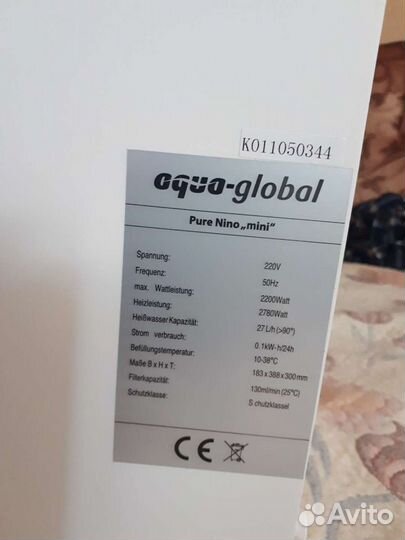 K011050344
aqua-global
Pure Nino „mini“
Spannung: 220V
Frequenz: 50Hz
max. Wattleistung: 2200Watt
Heizleistung: 2780Watt
Heißwasser Kapazität: 27 L/h (>90°)
Strom verbrauch: 0.1kW-h/24h
Befüllungstemperatur: 10-38°C
Maße B x H x T: 183 x 388 x 300 mm
Filterkapazität: 130ml/min (25°C)
Schutzklasse: S chutzklasseI
CE
Avito